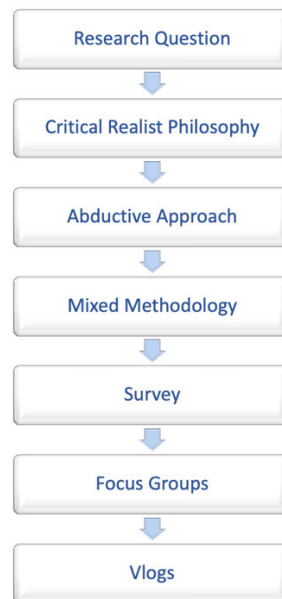 Research Question
Critical Realist Philosophy
Abductive Approach
Mixed Methodology
Survey
Focus Groups
Vlogs